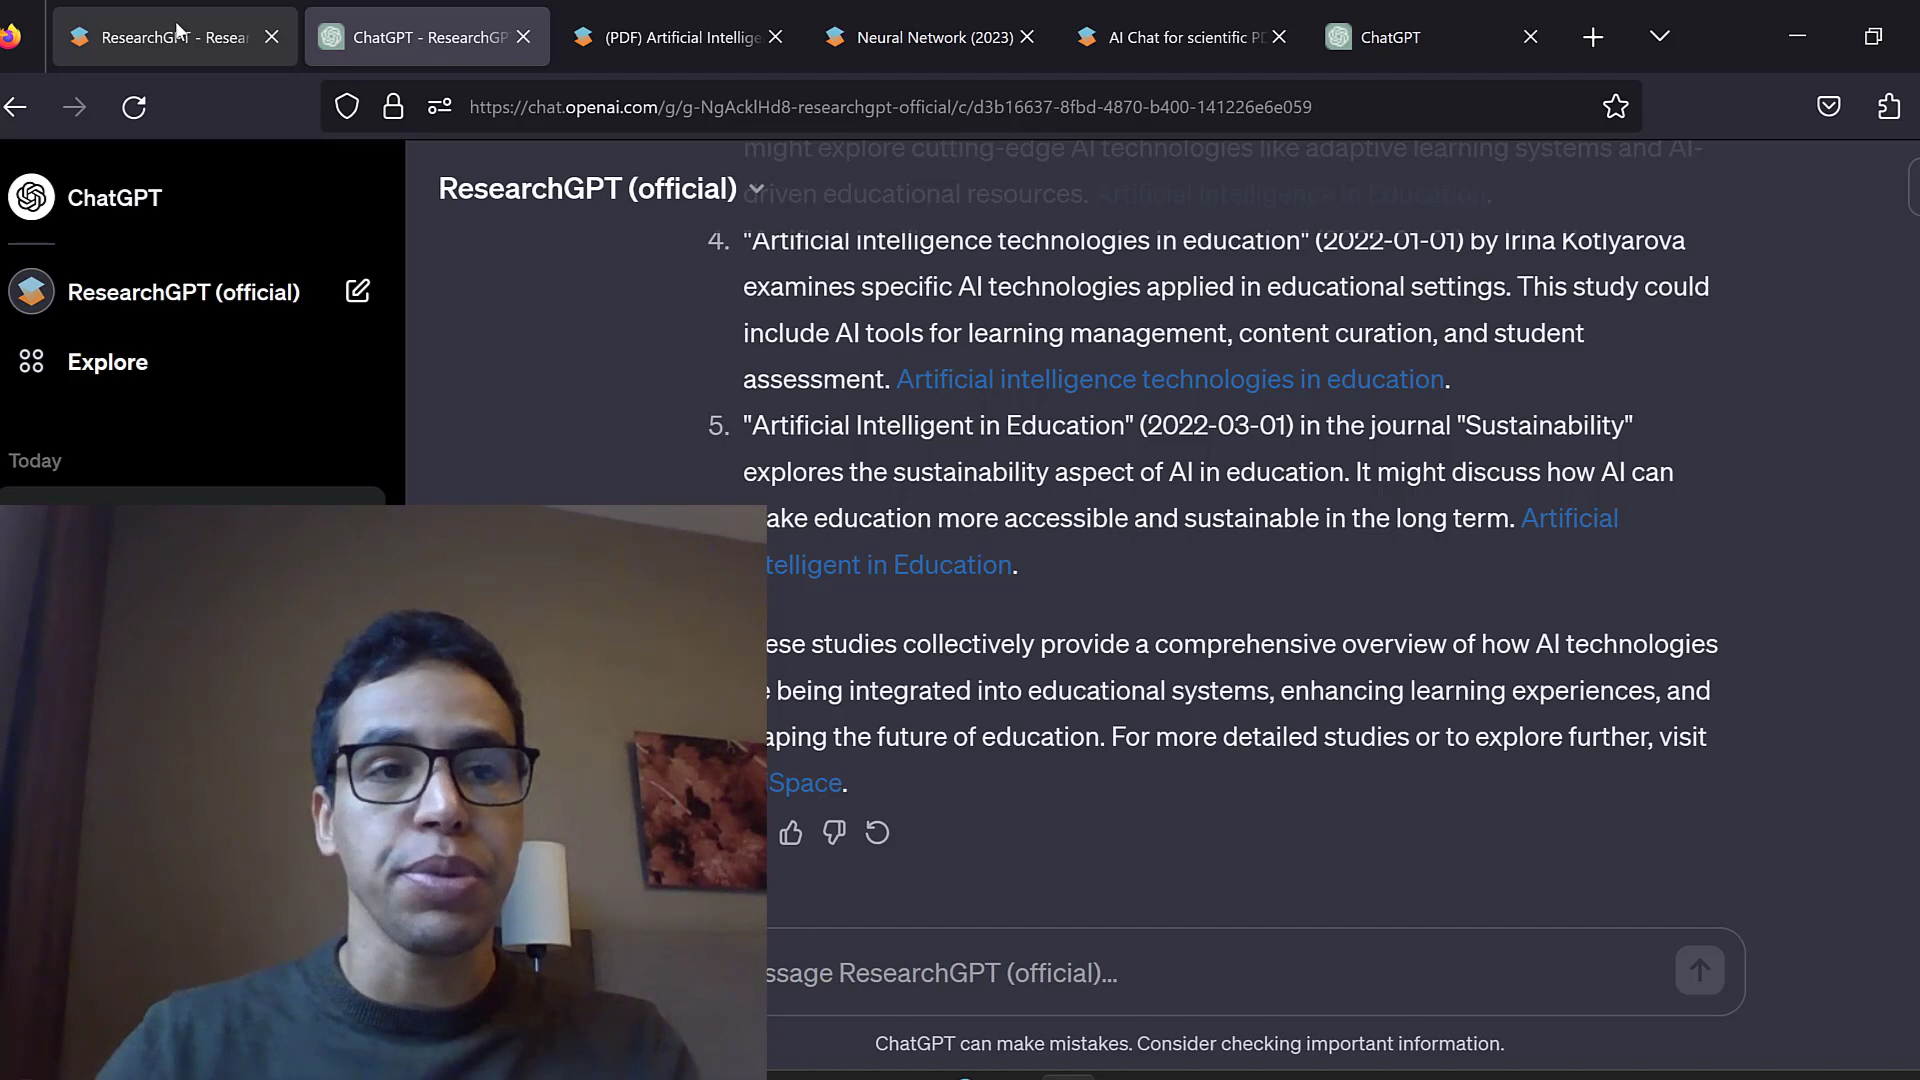 ResearchGPT - Resear
ChatGPT - ResearchGP
(PDF) Artificial Intellige
Neural Network (2023)
AI Chat for scientific PD
ChatGPT
https://chat.openai.com/g/g-NgAcklHd8-researchgpt-official/c/d3b16637-8fbd-4870-b400-141226e6e059
ChatGPT
ResearchGPT (official)
Explore
Today
ResearchGPT (official)
might explore cutting-edge AI technologies like adaptive learning systems and AI-
driven educational resources. Artificial Intelligence in Education.
4. "Artificial intelligence technologies in education" (2022-01-01) by Irina Kotlyarova
examines specific AI technologies applied in educational settings. This study could
include AI tools for learning management, content curation, and student
assessment. Artificial intelligence technologies in education.
5. "Artificial Intelligent in Education" (2022-03-01) in the journal "Sustainability"
explores the sustainability aspect of AI in education. It might discuss how AI can
ake education more accessible and sustainable in the long term. Artificial
telligent in Education.
ese studies collectively provide a comprehensive overview of how AI technologies
e being integrated into educational systems, enhancing learning experiences, and
aping the future of education. For more detailed studies or to explore further, visit
Space.
ssage ResearchGPT (official)...
ChatGPT can make mistakes. Consider checking important information.